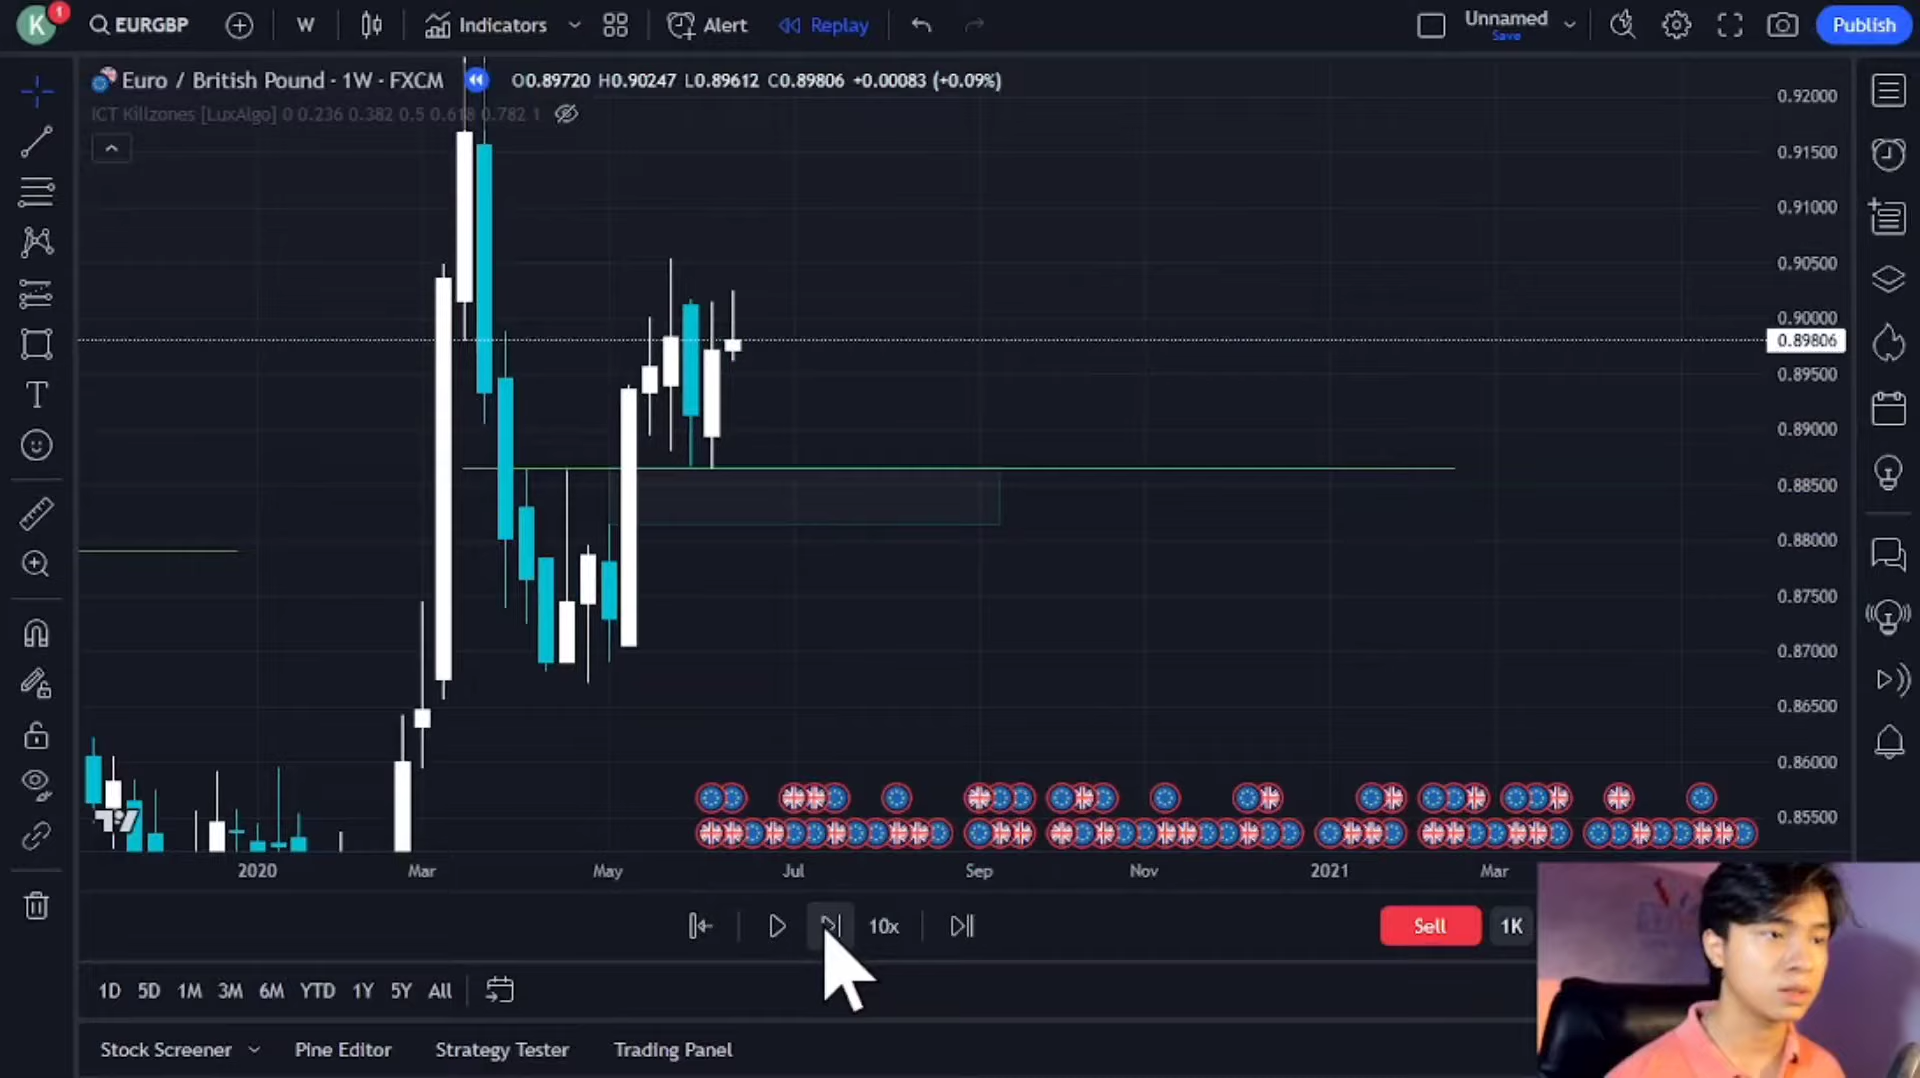 K 1 EURGBP W Indicators Alert Replay Unnamed Save Publish
Euro / British Pound · 1W · FXCM O0.89720 H0.90247 L0.89612 C0.89806 +0.00083 (+0.09%)
ICT Killzones [LuxAlgo] 0 0.236 0.382 0.5 0.618 0.782 1
0.92000
0.91500
0.91000
0.90500
0.90000
0.89806
0.89500
0.89000
0.88500
0.88000
0.87500
0.87000
0.86500
0.86000
0.85500
2020 Mar May Jul Sep Nov 2021 Mar
10x Sell 1K
1D 5D 1M 3M 6M YTD 1Y 5Y All
Stock Screener Pine Editor Strategy Tester Trading Panel